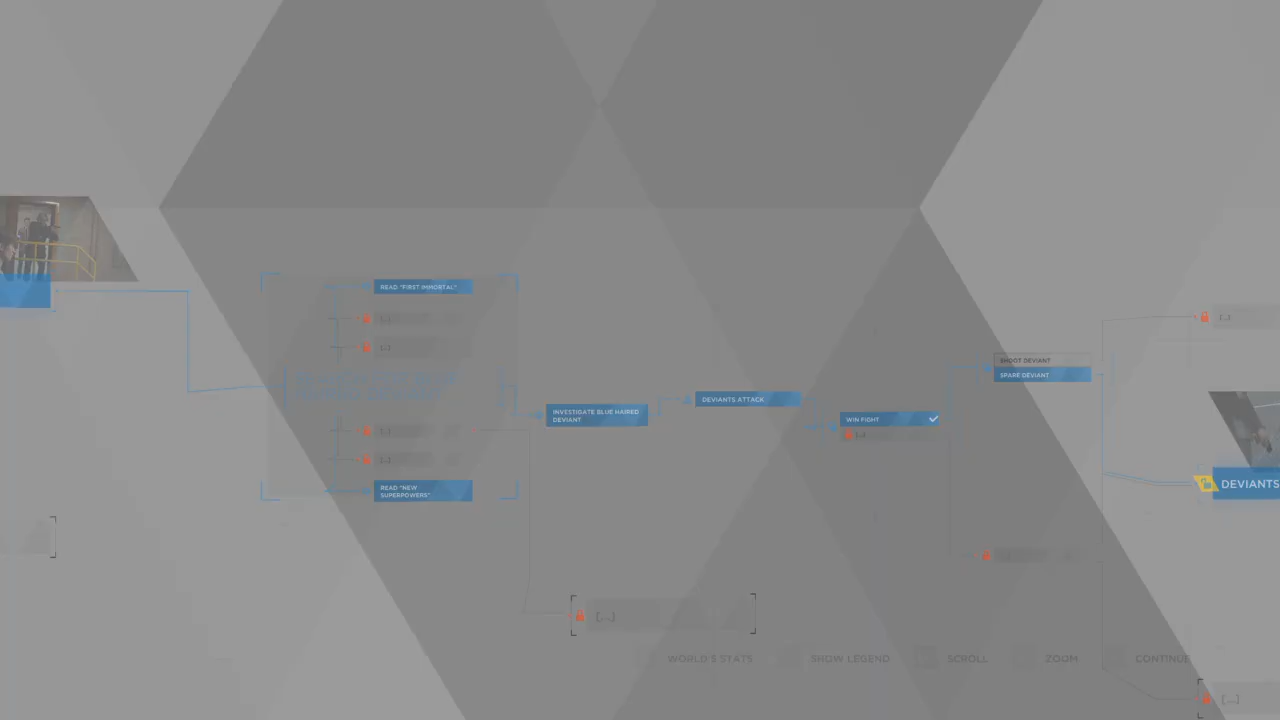 READ "FIRST IMMORTAL"
[...]
[...]
[...]
[...]
READ "NEW
SUPERPOWERS"
INVESTIGATE BLUE HAIRED
DEVIANT
DEVIANTS ATTACK
WIN FIGHT
[...]
SHOOT DEVIANT
SPARE DEVIANT
[...]
DEVIANTS
[...]
[...]
WORLD'S STATS
SHOW LEGEND
SCROLL
ZOOM
CONTINUE